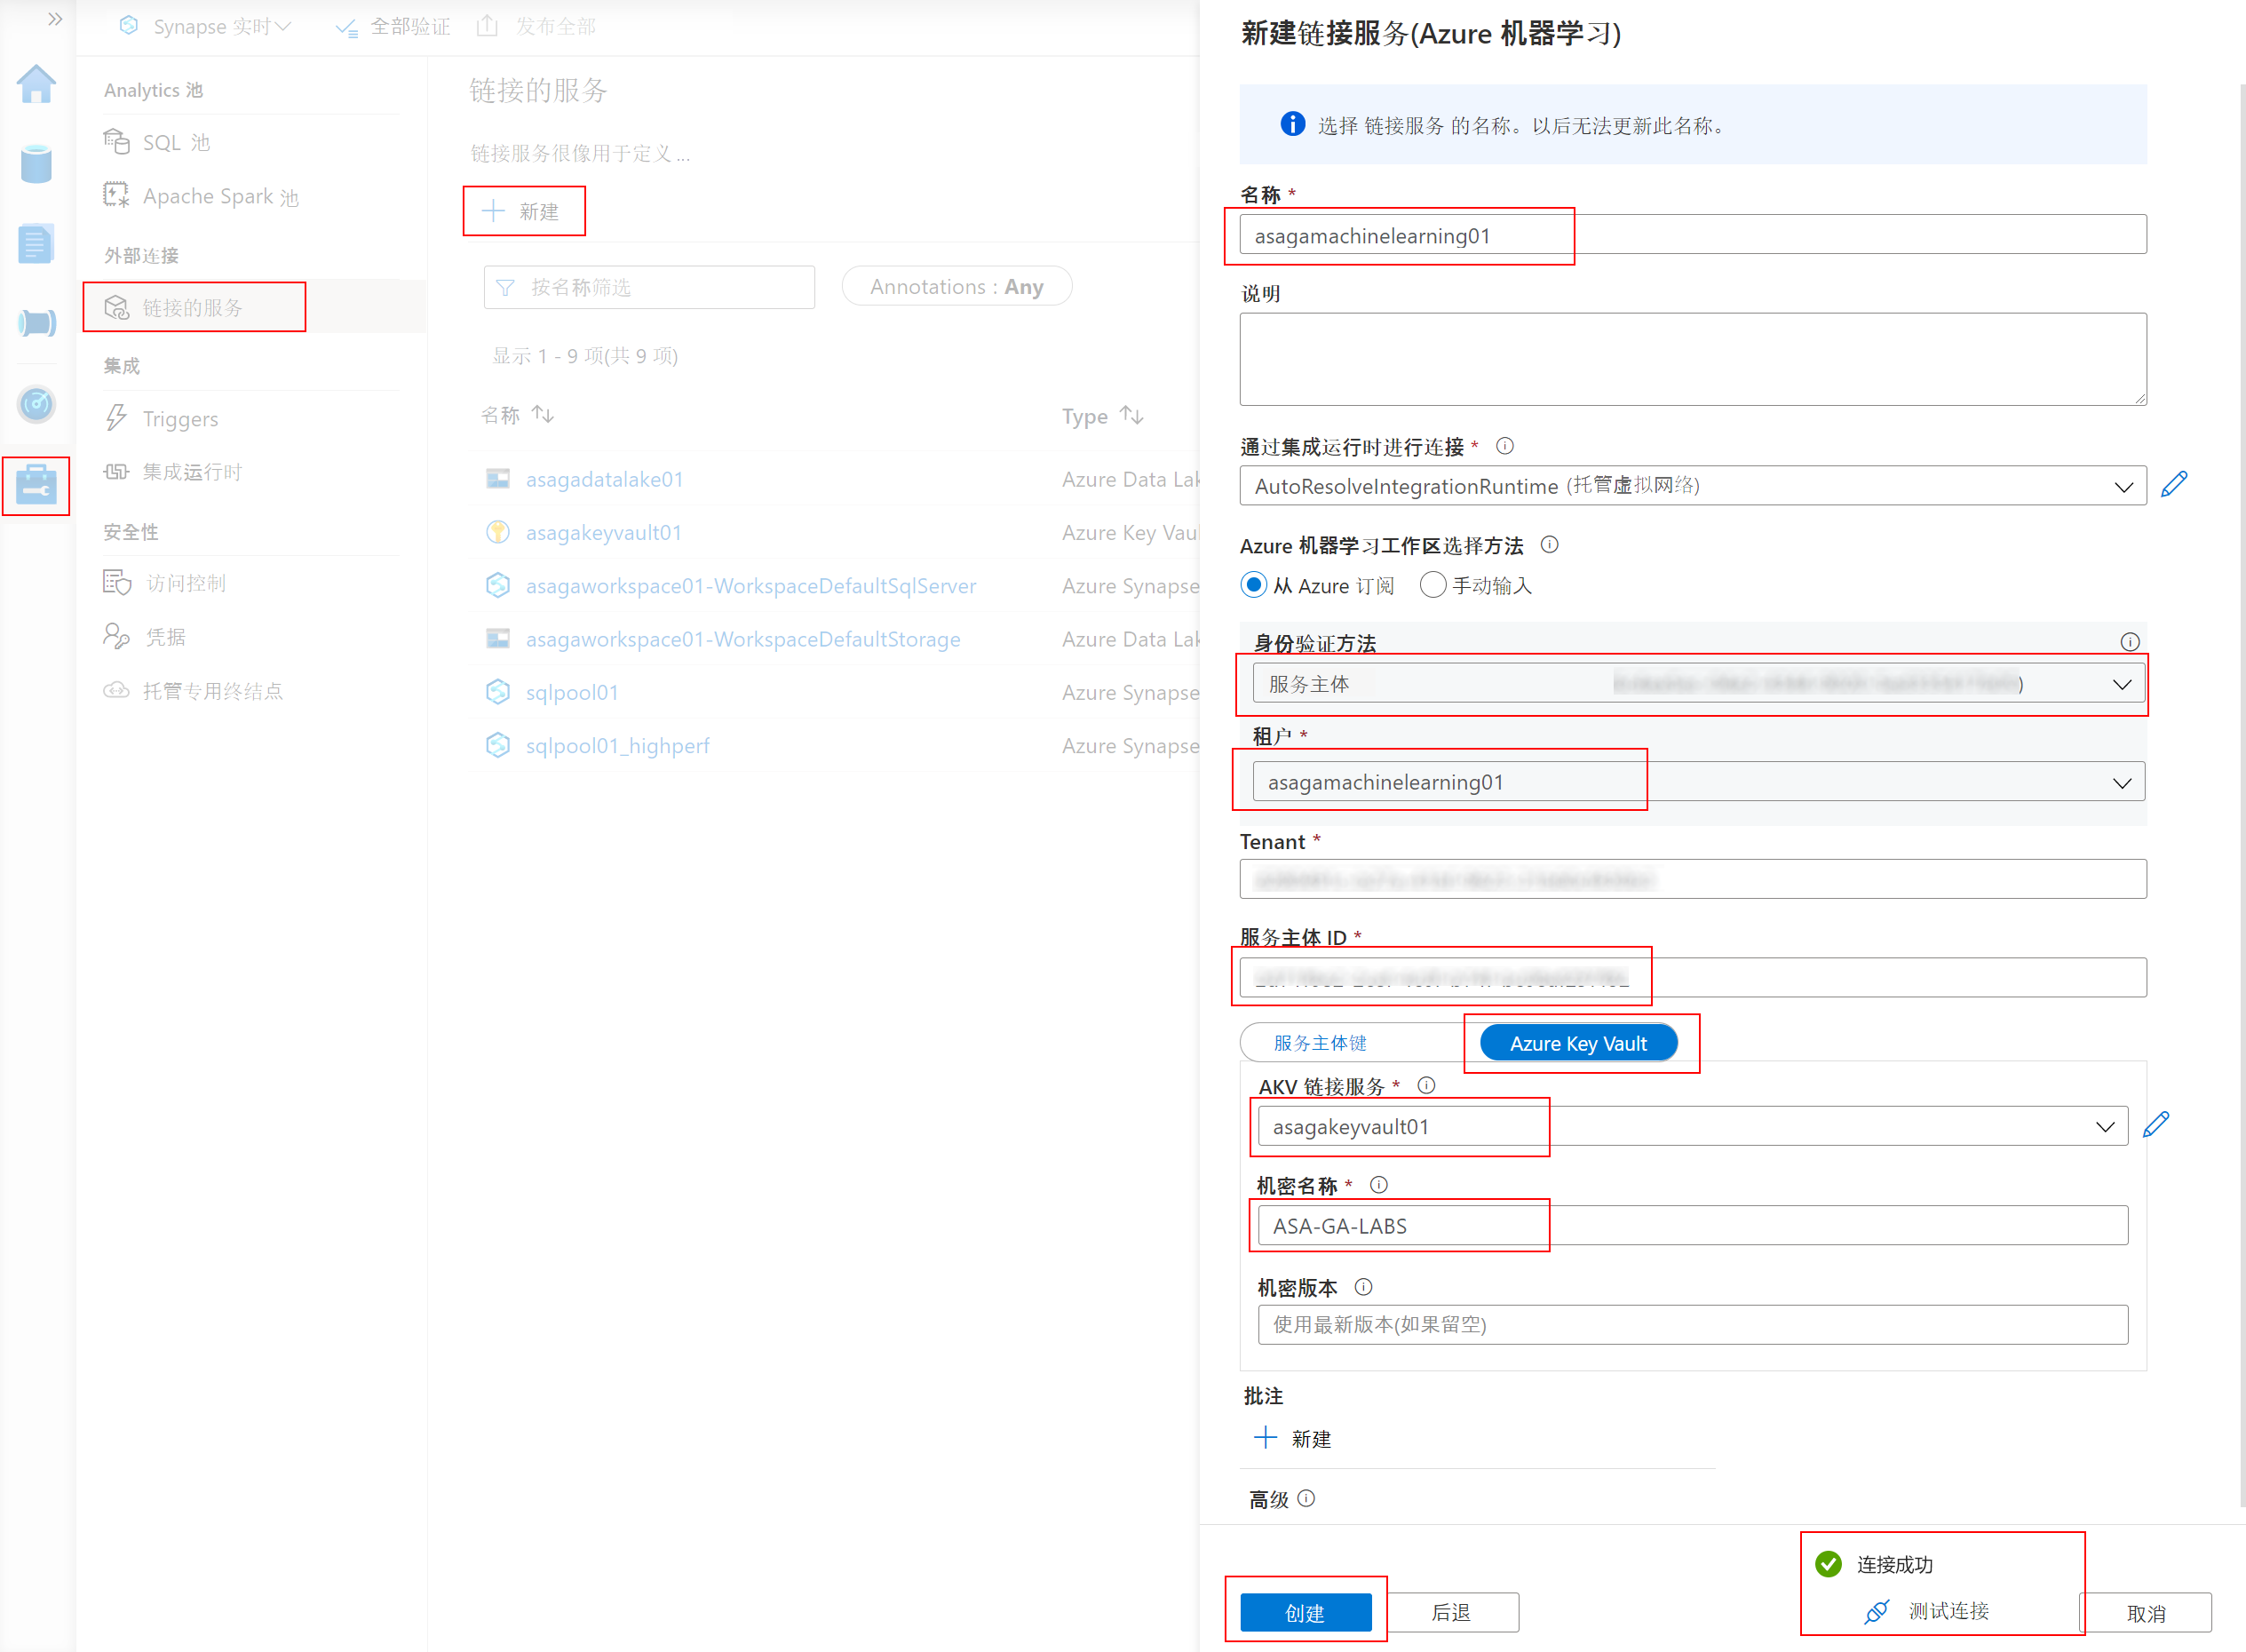 Synapse 实时
全部验证
发布全部
Analytics 池
SQL 池
Apache Spark 池
外部连接
链接的服务
集成
Triggers
集成运行时
安全性
访问控制
凭据
托管专用终结点
链接的服务
链接服务很像用于定义 ...
新建
按名称筛选
Annotations : Any
显示 1 - 9 项(共 9 项)
名称 Type
asagadatalake01 Azure Data Lak
asagakeyvault01 Azure Key Vaul
asagaworkspace01-WorkspaceDefaultSqlServer Azure Synapse
asagaworkspace01-WorkspaceDefaultStorage Azure Data Lak
sqlpool01 Azure Synapse
sqlpool01_highperf Azure Synapse
新建链接服务(Azure 机器学习)
选择 链接服务 的名称。以后无法更新此名称。
名称 *
asagamachinelearning01
说明
通过集成运行时进行连接 *
AutoResolveIntegrationRuntime (托管虚拟网络)
Azure 机器学习工作区选择方法
从 Azure 订阅 手动输入
身份验证方法
服务主体 )
租户 *
asagamachinelearning01
Tenant *
服务主体 ID *
服务主体键 Azure Key Vault
AKV 链接服务 *
asagakeyvault01
机密名称 *
ASA-GA-LABS
机密版本
使用最新版本(如果留空)
批注
新建
高级
连接成功
创建 后退 测试连接 取消